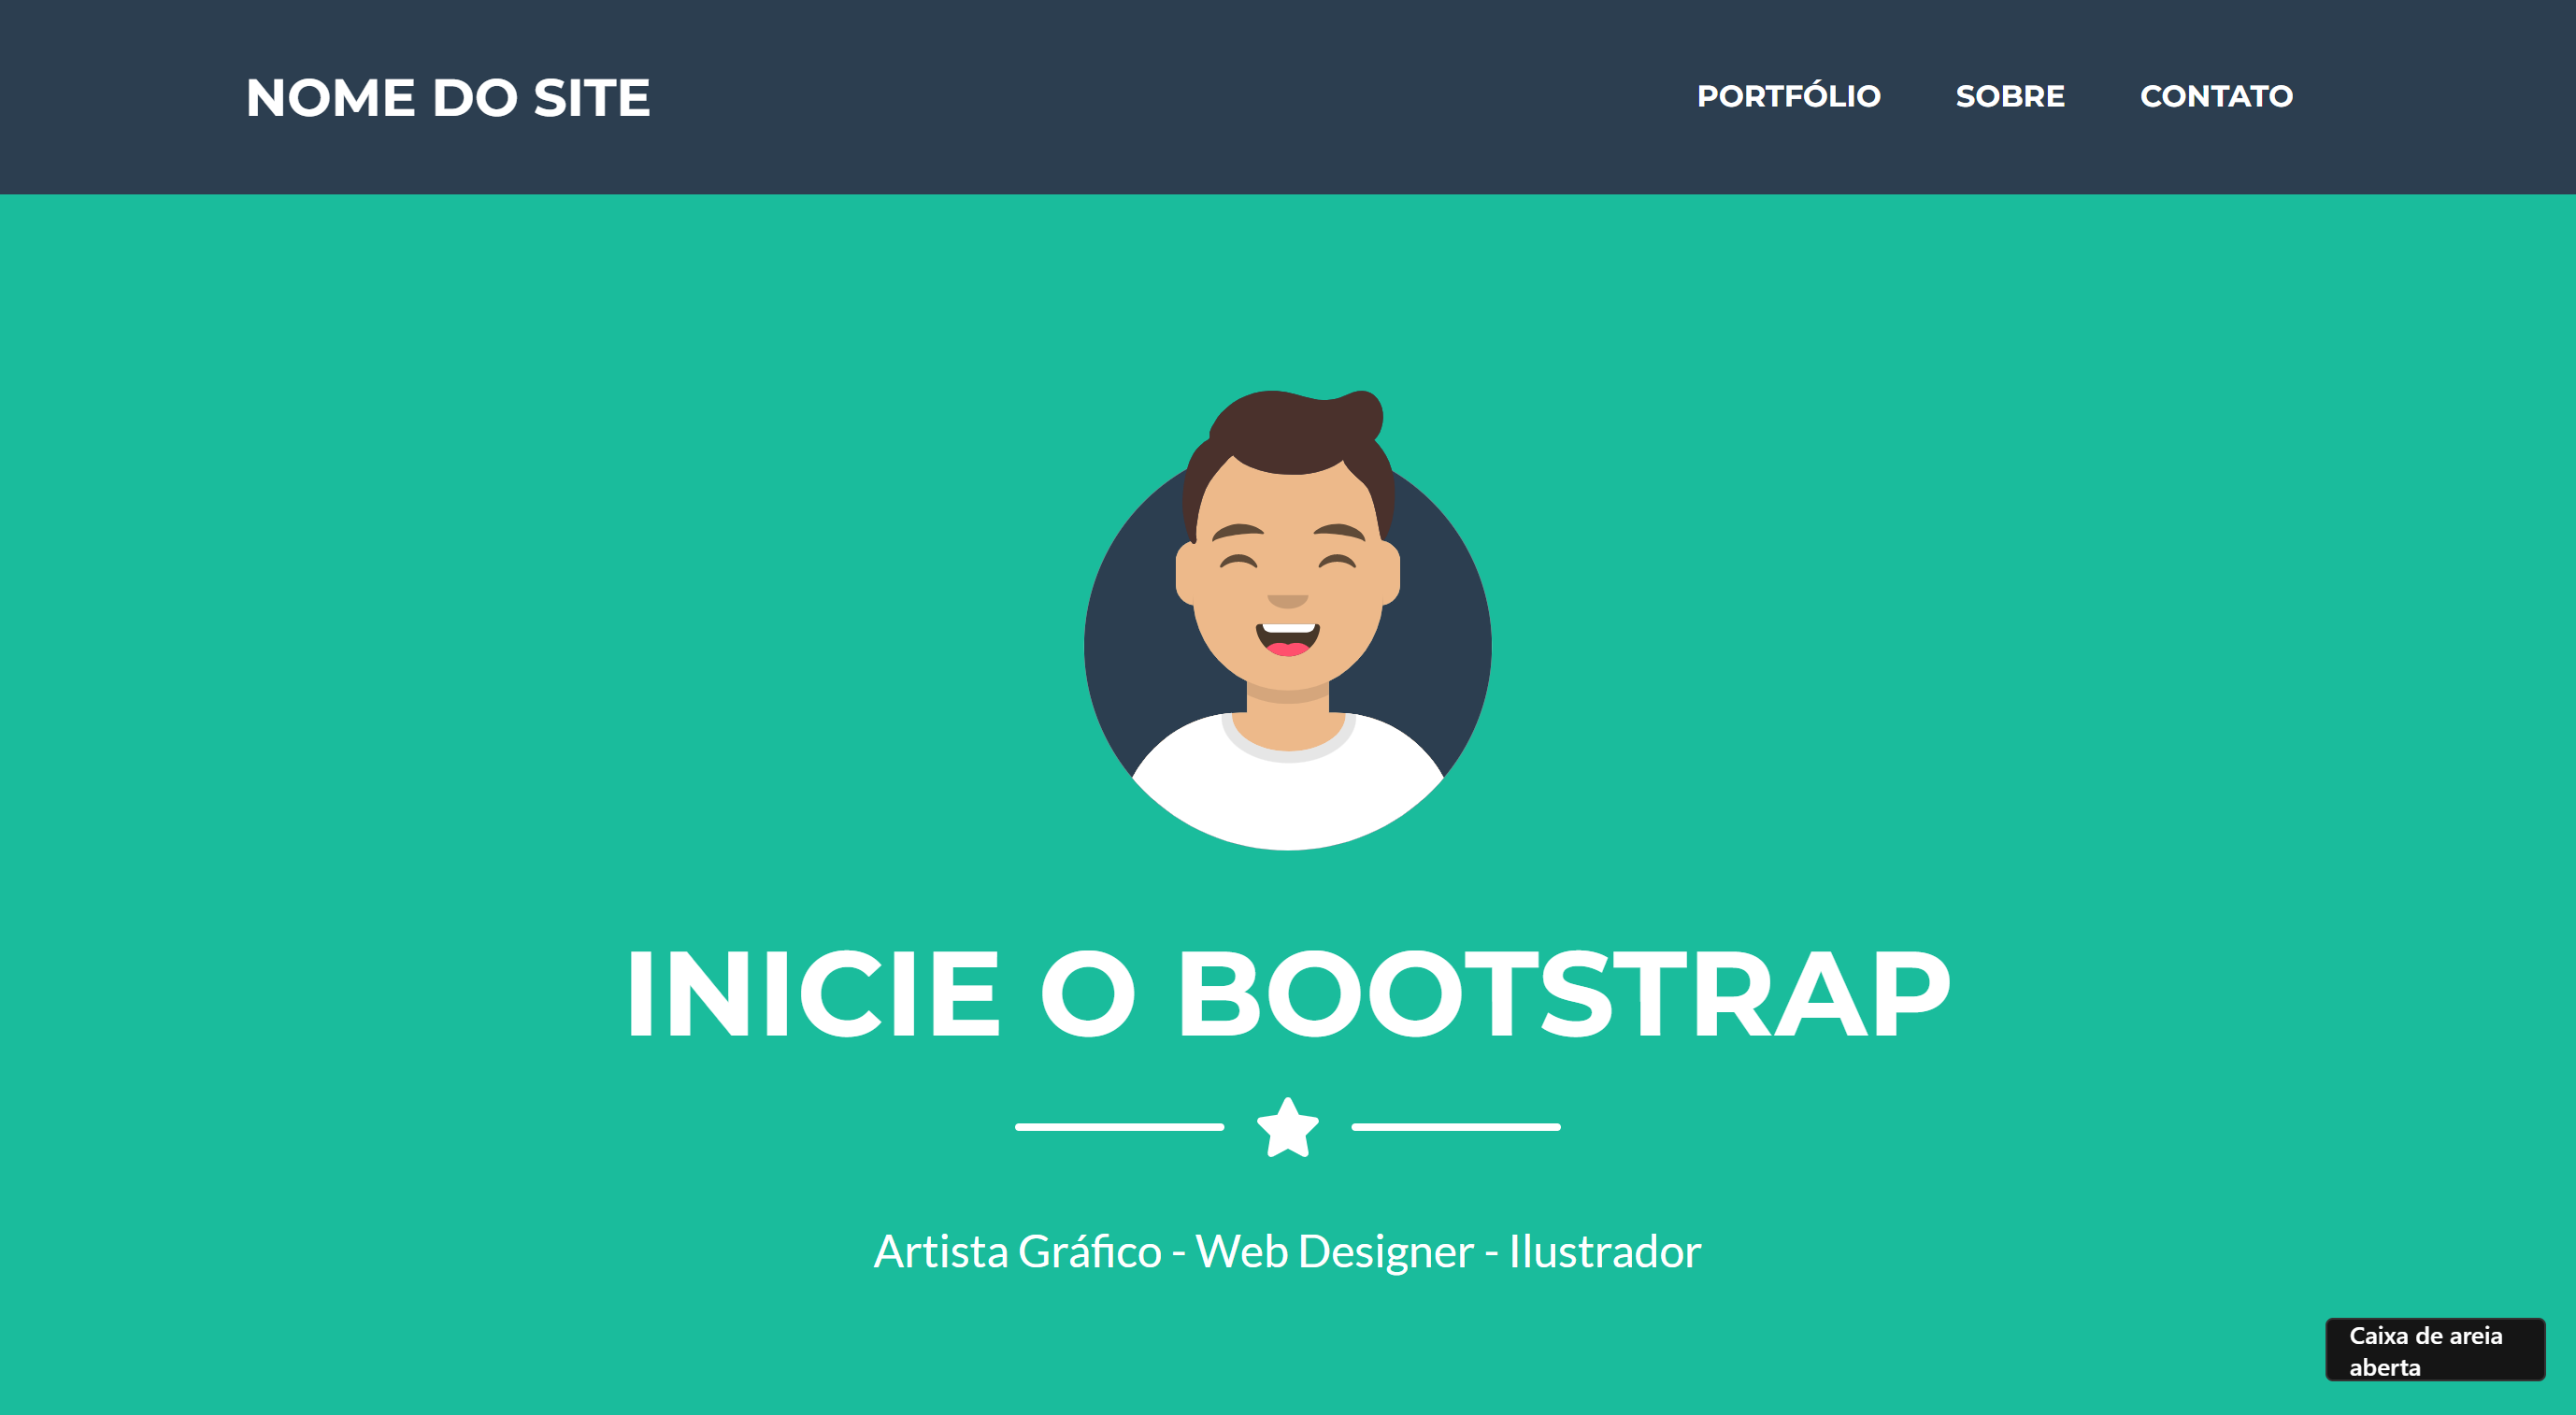 NOME DO SITE
PORTFÓLIO
SOBRE
CONTATO
INICIE O BOOTSTRAP
Artista Gráfico - Web Designer - Ilustrador
Caixa de areia
aberta